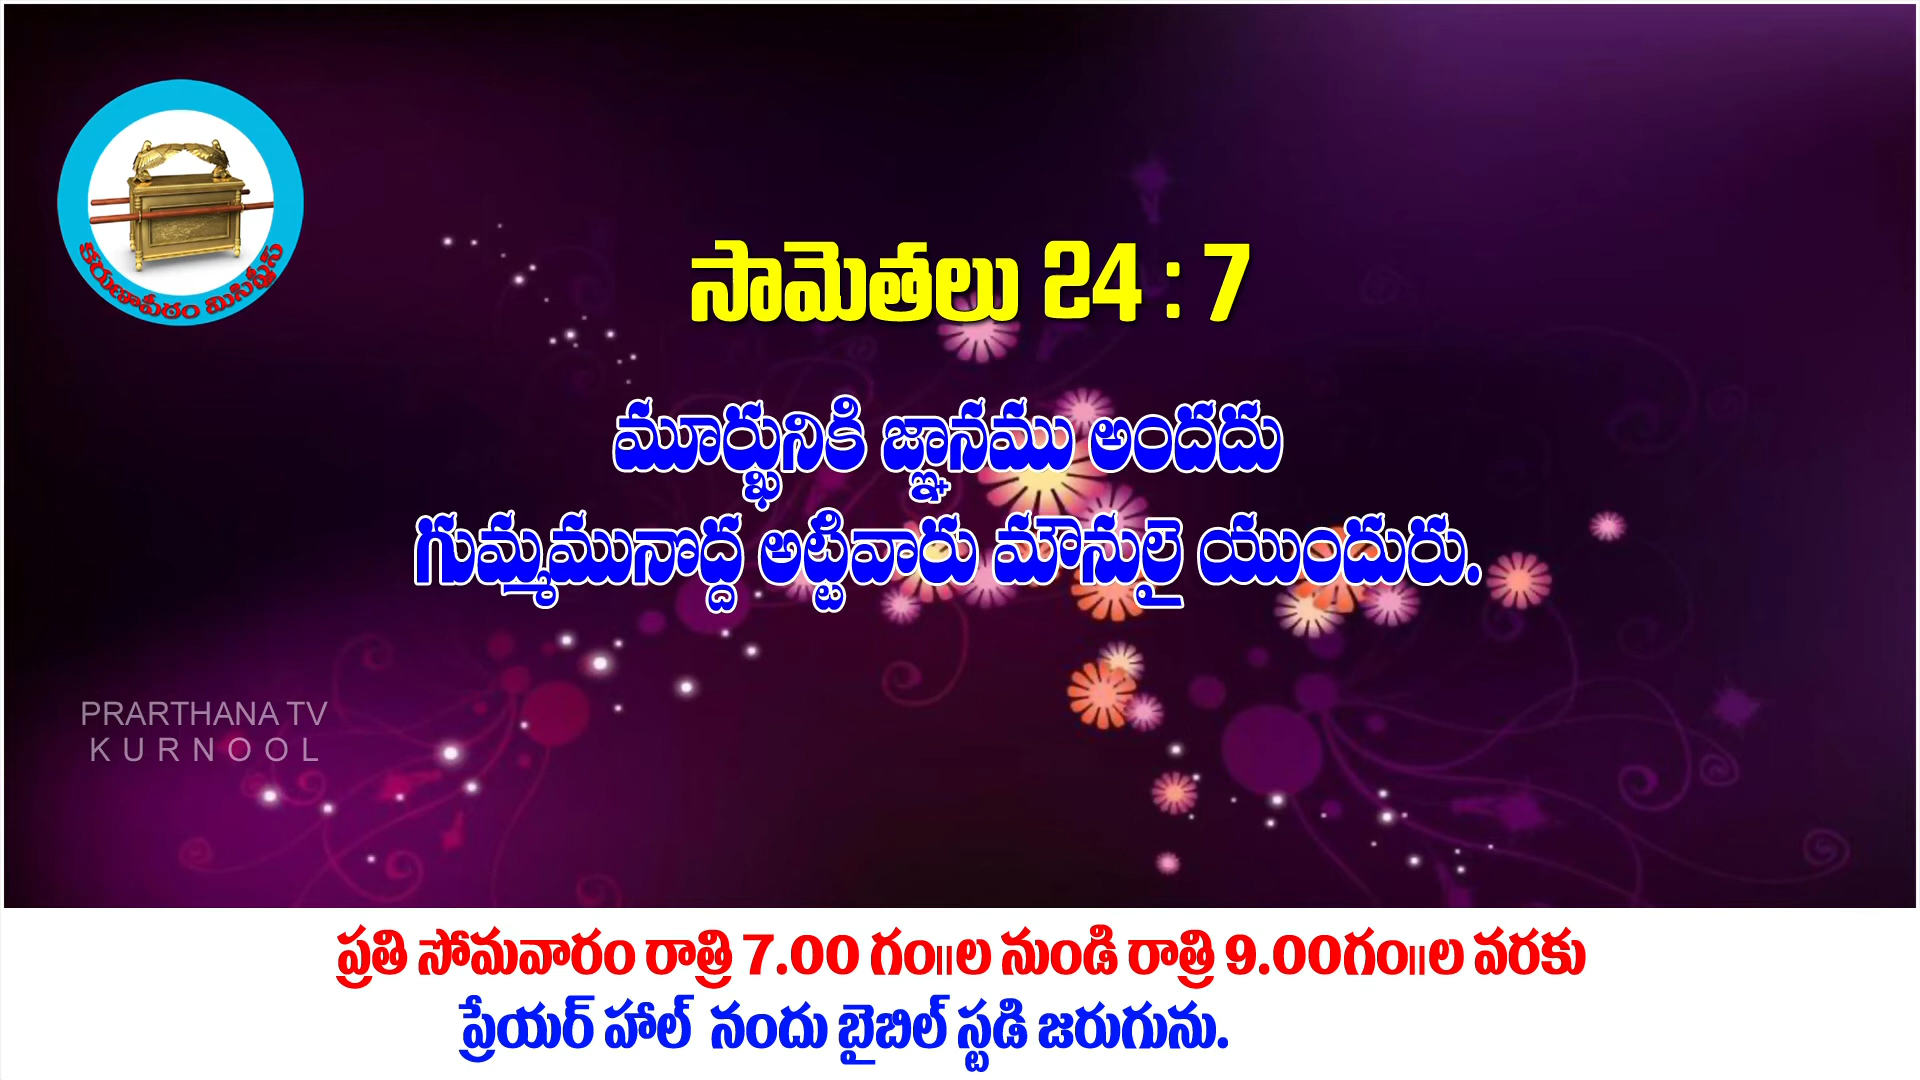 కరుణాపీఠం మినిస్ట్రీస్
సామెతలు 24 : 7
మూర్ఖునికి జ్ఞానము అందదు
గుమ్మమునొద్ద అట్టివారు మౌనులై యుందురు.
PRARTHANA TV
KURNOOL
ప్రతి సోమవారం రాత్రి 7.00 గం॥ల నుండి రాత్రి 9.00గం॥ల వరకు
ప్రేయర్ హాల్ నందు బైబిల్ స్టడి జరుగును.